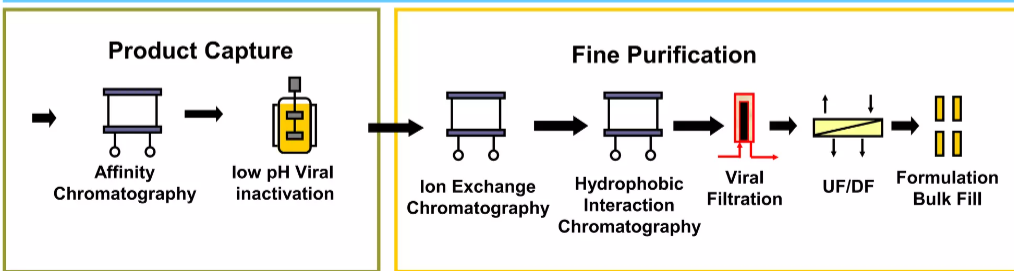 Product Capture
Affinity
Chromatography
low pH Viral
inactivation
Fine Purification
Ion Exchange
Chromatography
Hydrophobic
Interaction
Chromatography
Viral
Filtration
UF/DF
Formulation
Bulk Fill